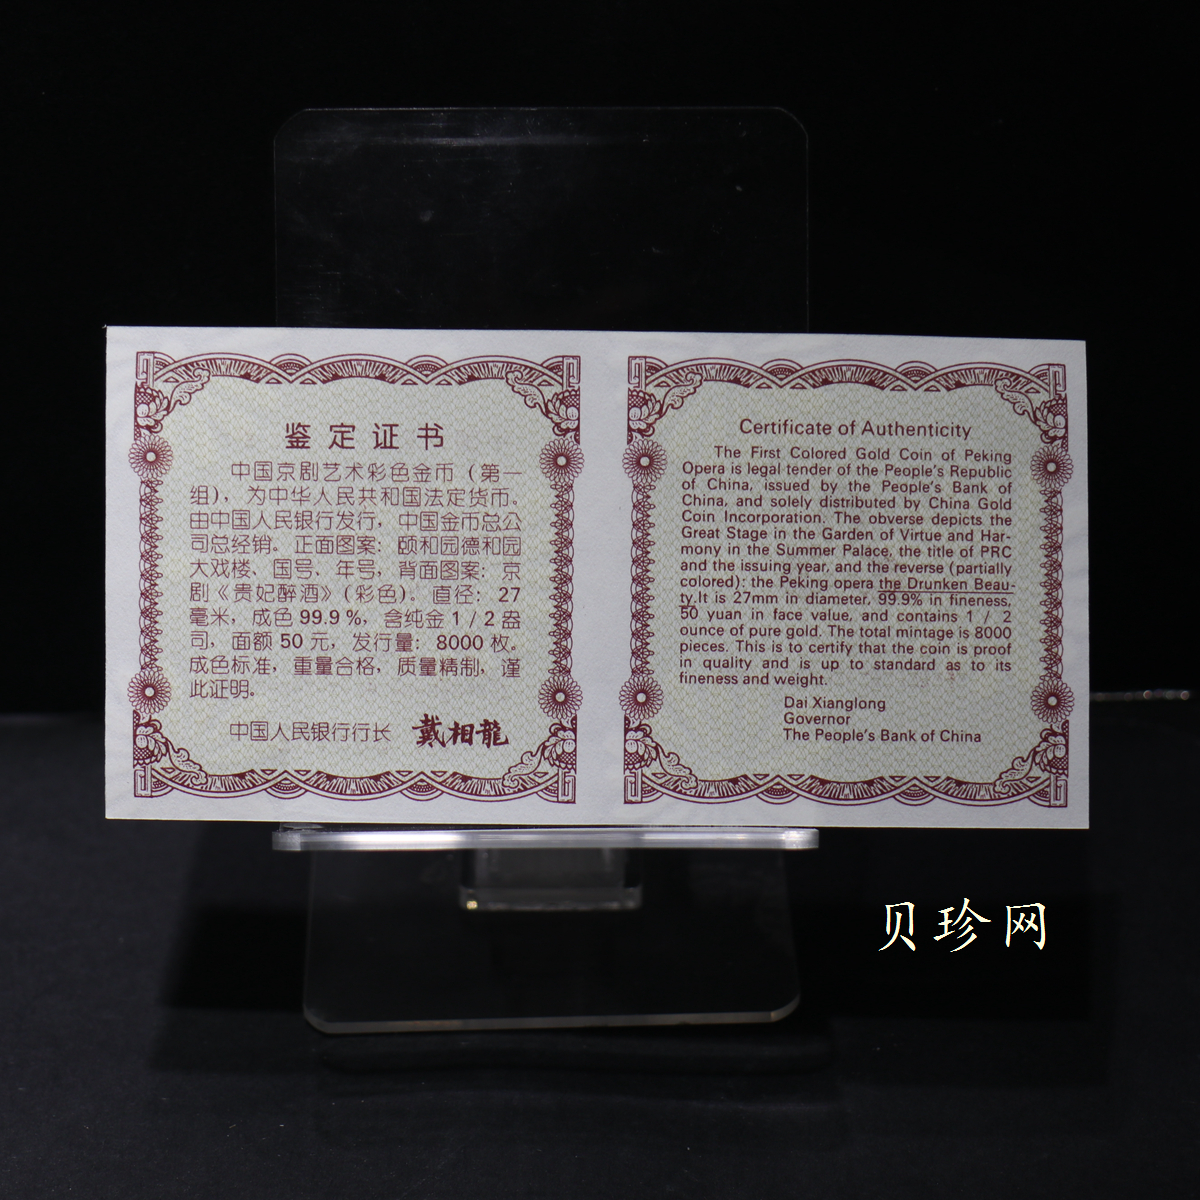 鉴定证书
中国京剧艺术彩色金币（第一
组），为中华人民共和国法定货币。
由中国人民银行发行，中国金币总公
司总经销。正面图案：颐和园德和园
大戏楼、国号、年号，背面图案：京
剧《贵妃醉酒》（彩色）。直径：27
毫米，成色99.9%，含纯金1/2盎
司，面额50元，发行量：8000枚。
成色标准，重量合格，质量精制，谨
此证明。
中国人民银行行长 戴相龍
Certificate of Authenticity
The First Colored Gold Coin of Peking
Opera is legal tender of the People's Republic
of China, issued by the People's Bank of
China, and solely distributed by China Gold
Coin Incorporation. The obverse depicts the
Great Stage in the Garden of Virtue and Har-
mony in the Summer Palace, the title of PRC
and the issuing year, and the reverse (partially
colored): the Peking opera the Drunken Beau-
ty.It is 27mm in diameter, 99.9% in fineness,
50 yuan in face value, and contains 1 / 2
ounce of pure gold. The total mintage is 8000
pieces. This is to certify that the coin is proof
in quality and is up to standard as to its
fineness and weight.
Dai Xianglong
Governor
The People's Bank of China
贝珍网